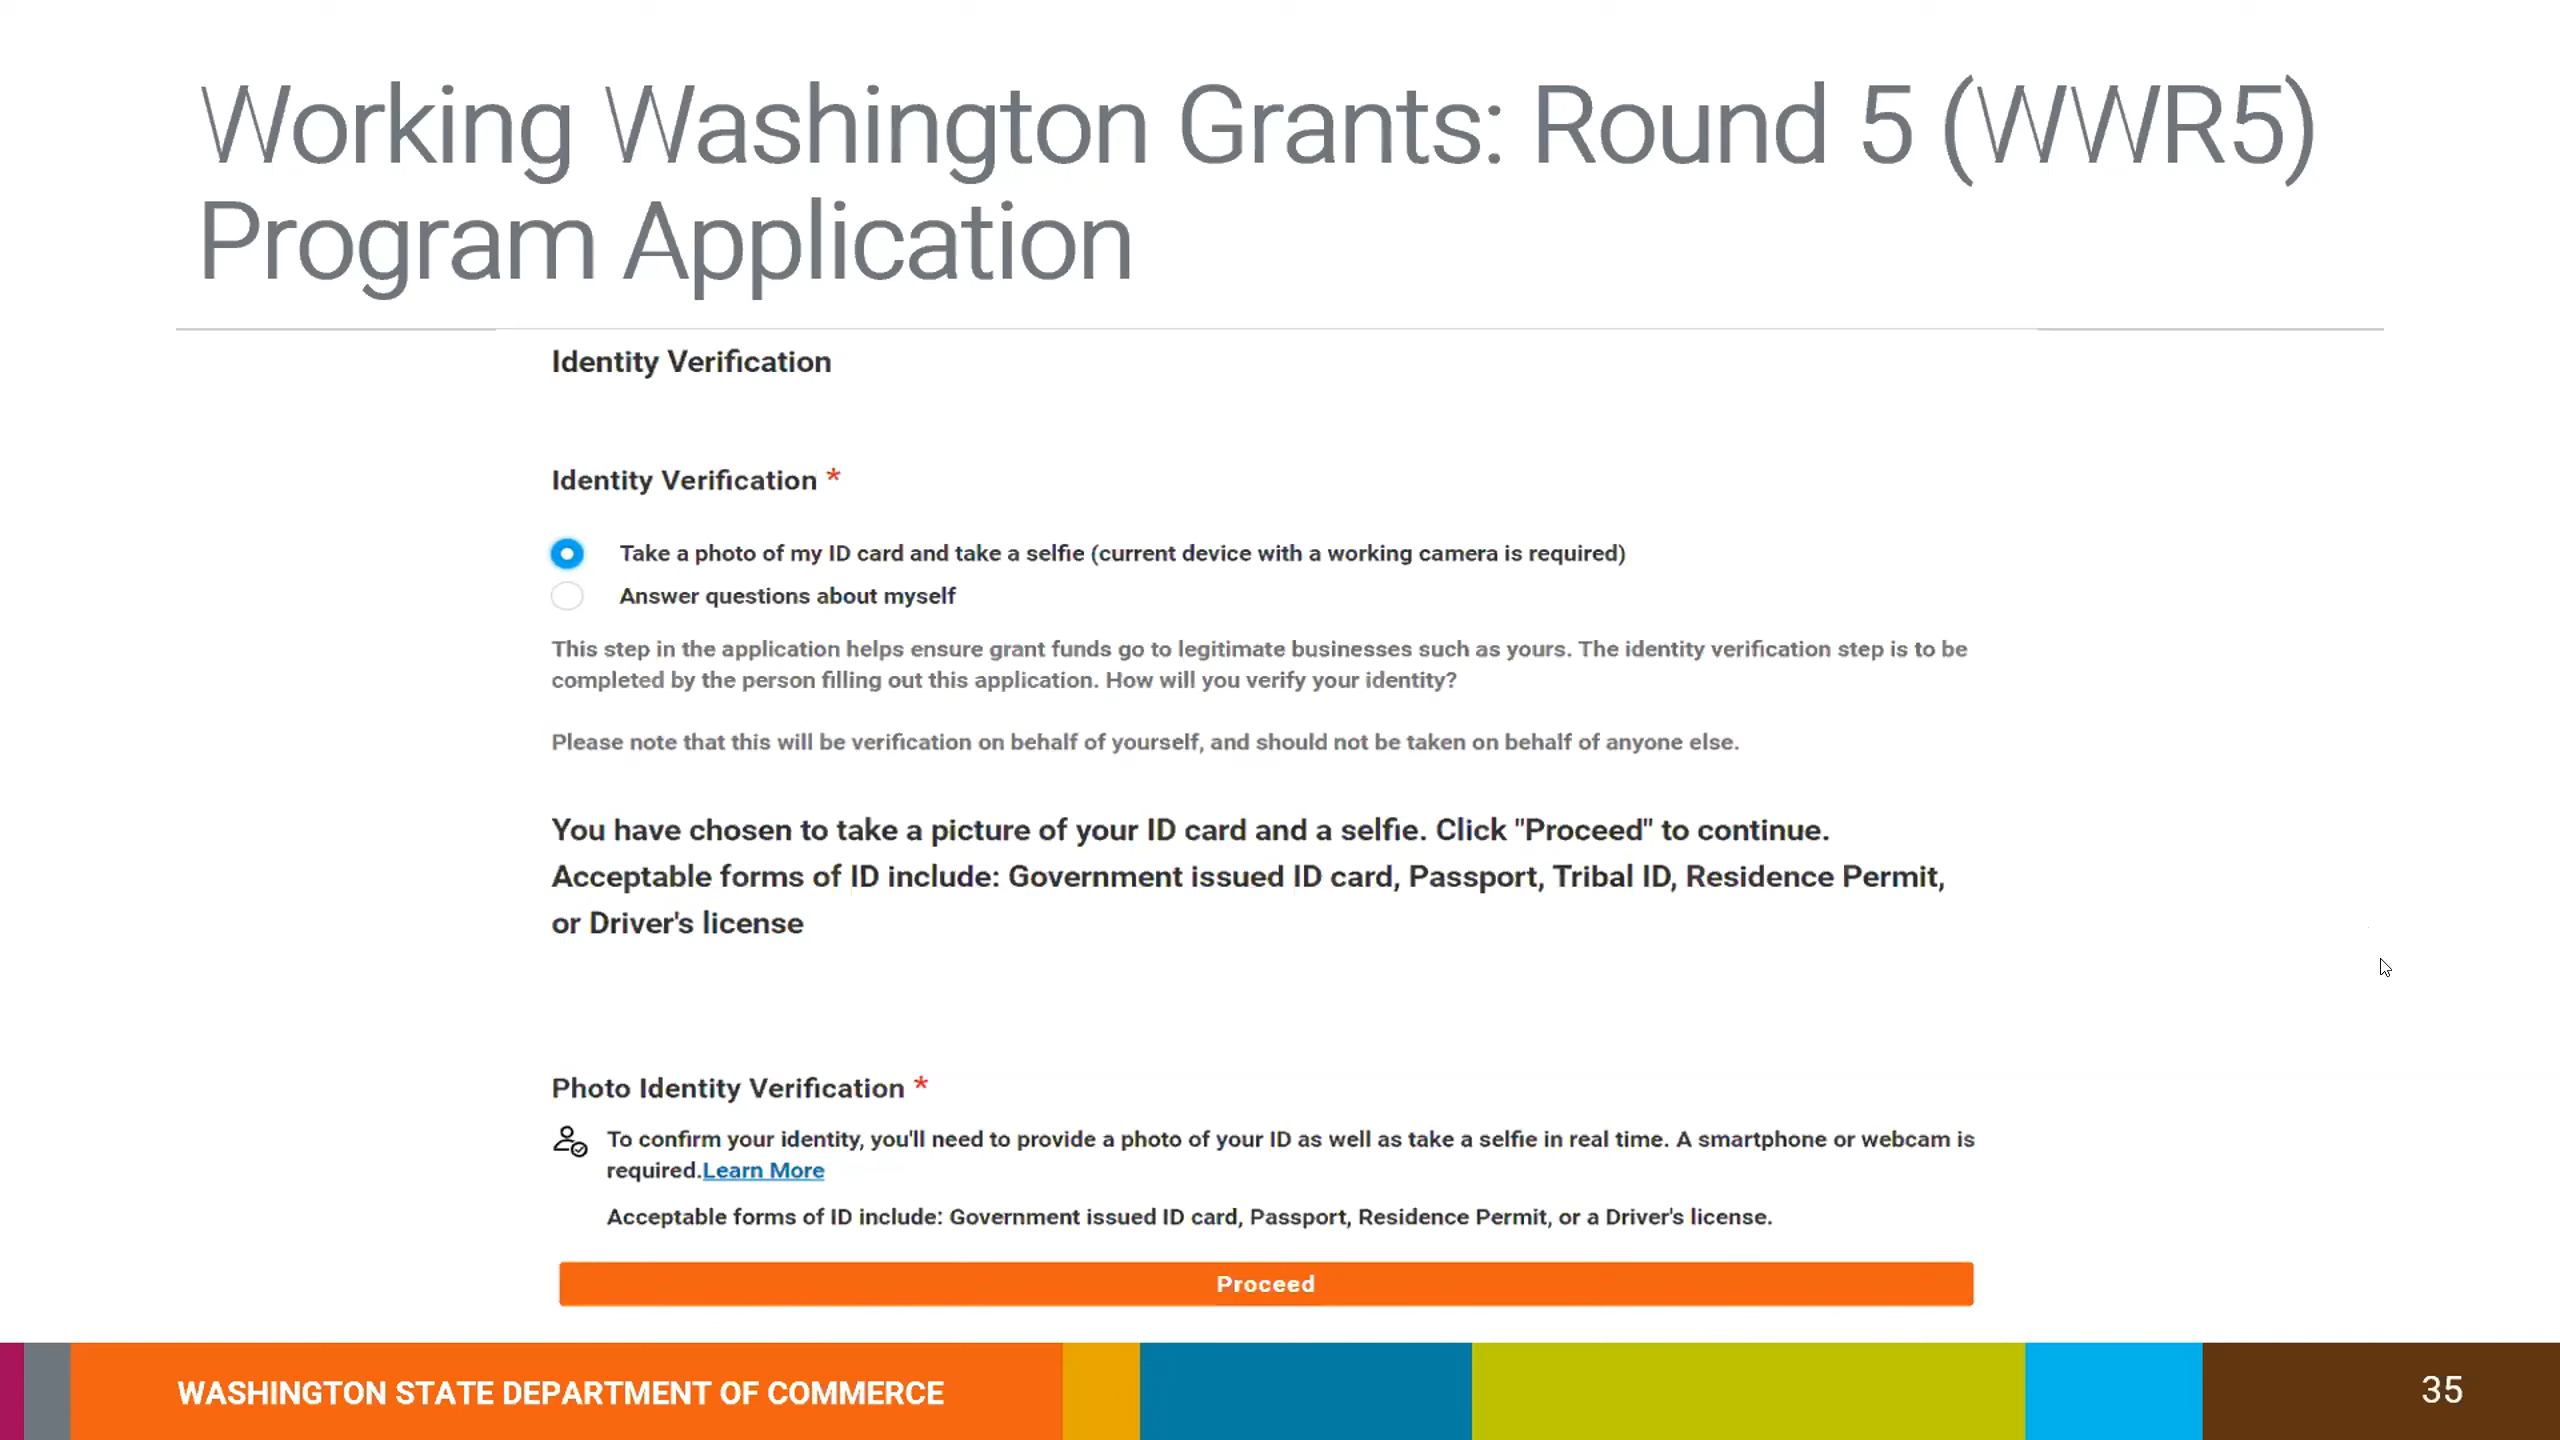 Working Washington Grants: Round 5 (WWR5)
Program Application
Identity Verification
Identity Verification *
Take a photo of my ID card and take a selfie (current device with a working camera is required)
Answer questions about myself
This step in the application helps ensure grant funds go to legitimate businesses such as yours. The identity verification step is to be
completed by the person filling out this application. How will you verify your identity?
Please note that this will be verification on behalf of yourself, and should not be taken on behalf of anyone else.
You have chosen to take a picture of your ID card and a selfie. Click "Proceed" to continue.
Acceptable forms of ID include: Government issued ID card, Passport, Tribal ID, Residence Permit,
or Driver's license
Photo Identity Verification *
To confirm your identity, you'll need to provide a photo of your ID as well as take a selfie in real time. A smartphone or webcam is
required.Learn More
Acceptable forms of ID include: Government issued ID card, Passport, Residence Permit, or a Driver's license.
Proceed
WASHINGTON STATE DEPARTMENT OF COMMERCE
35